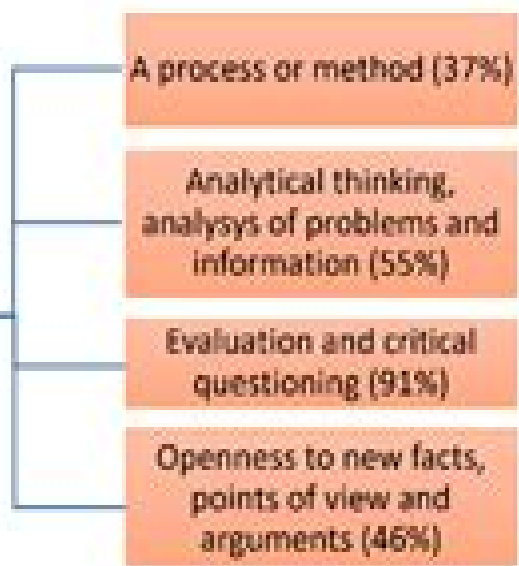 A process or method (37%)
Analytical thinking,
analysys of problems and
information (55%)
Evaluation and critical
questioning (91%)
Openness to new facts,
points of view and
arguments (46%)